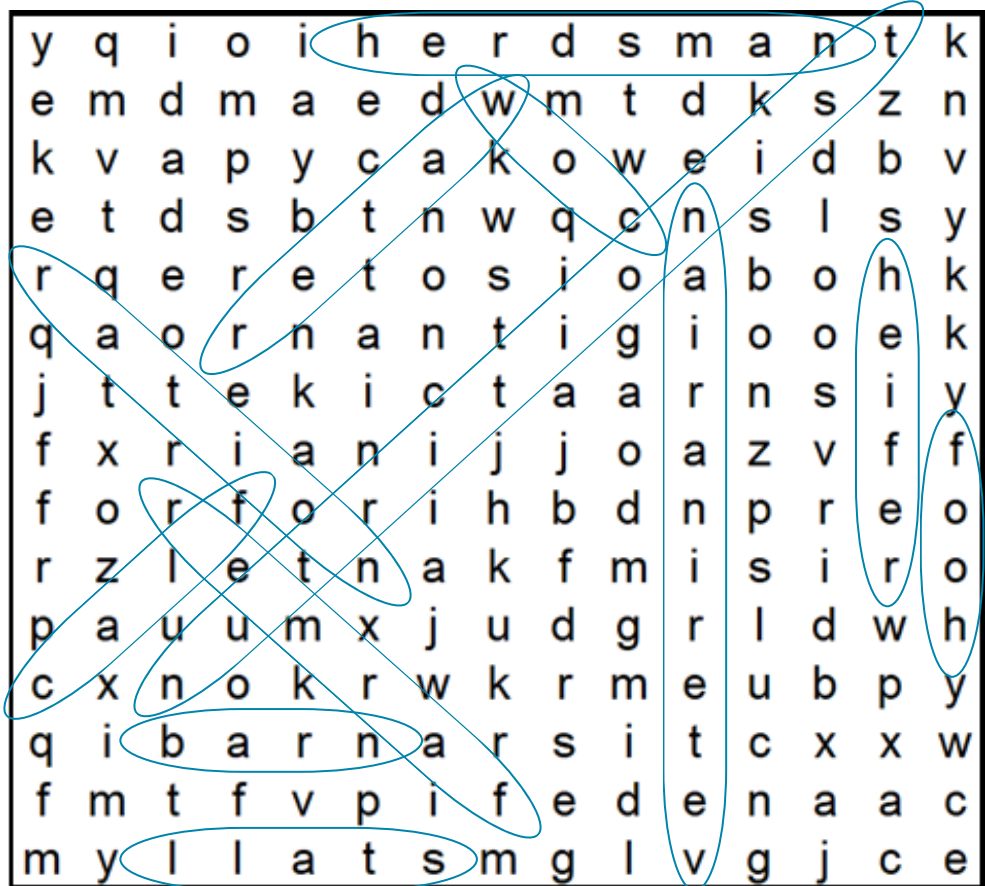 y q i o i h e r d s m a n t k
e m d m a e d w m t d k s z n
k v a p y c a k o w e i d b v
e t d s b t n w q c n s l s y
r q e r e t o s i o a b o h k
q a o r n a n t i g i o o e k
j t t e k i c t a a r n s i y
f x r i a n i j j o a z v f f
f o r f o r i h b d n p r e o
r z l e t n a k f m i s i r o
p a u u m x j u d g r l d w h
c x n o k r w k r m e u b p y
q i b a r n a r s i t c x x w
f m t f v p i f e d e n a a c
m y l l a t s m g l v g j c e